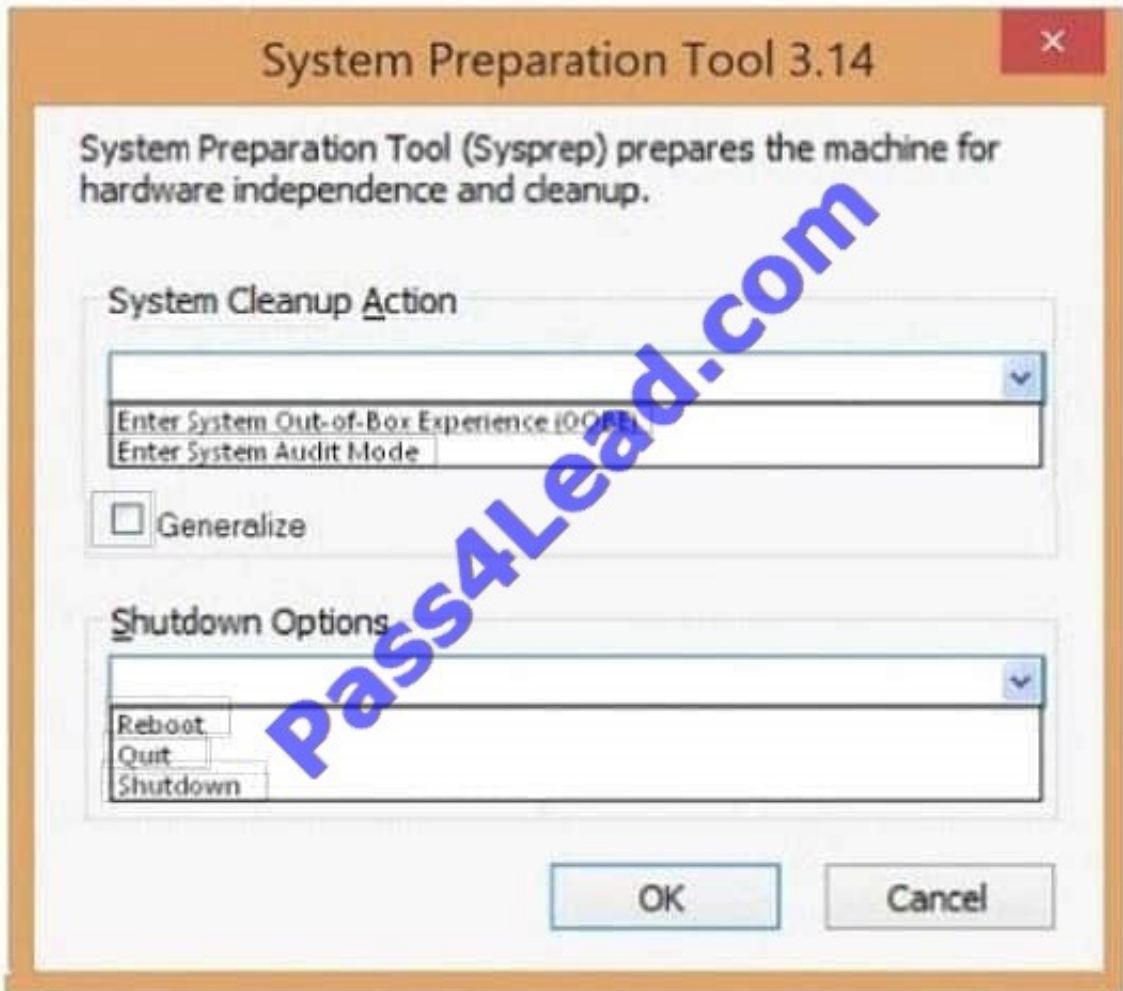 System Preparation Tool 3.14
System Preparation Tool (Sysprep) prepares the machine for
hardware independence and cleanup.
System Cleanup Action
Enter System Out-of-Box Experience (OOBE)
Enter System Audit Mode
Generalize
Shutdown Options
Reboot
Quit
Shutdown
OK
Cancel
Pass4Lead.com